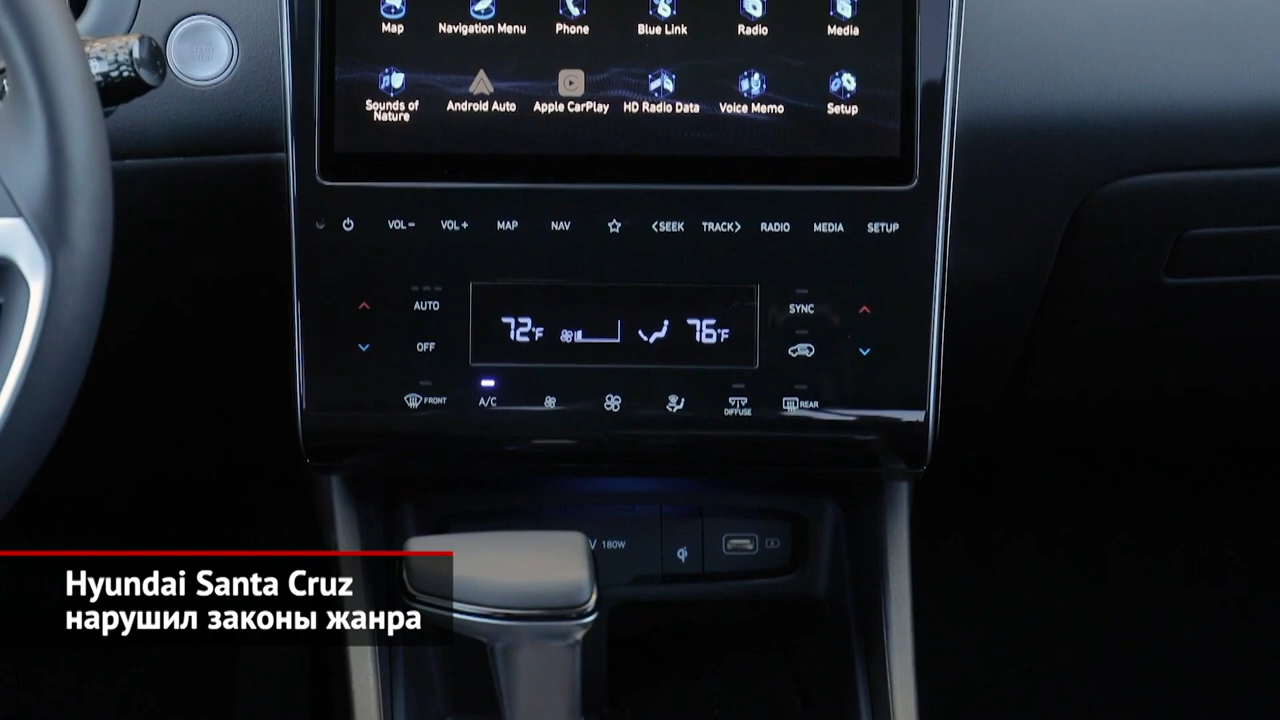 Map Navigation Menu Phone Blue Link Radio Media
Sounds of Nature Android Auto Apple CarPlay HD Radio Data Voice Memo Setup
VOL- VOL+ MAP NAV <SEEK TRACK> RADIO MEDIA SETUP
AUTO SYNC
72°F 76°F
OFF
FRONT A/C DIFFUSE REAR
V 180W
Hyundai Santa Cruz
нарушил законы жанра